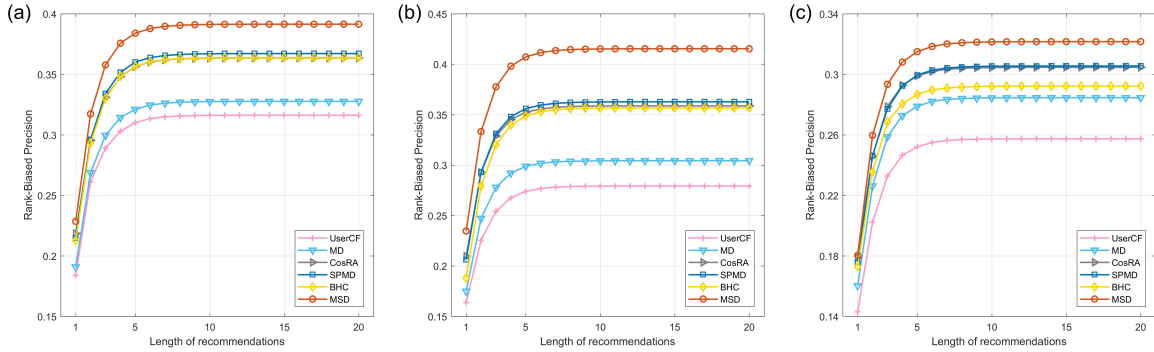 (a)
0.4
0.35
0.3
0.25
0.2
0.15
Rank-Biased Precision
1
5
10
15
20
Length of recommendations
UserCF
MD
CosRA
SPMD
BHC
MSD
(b)
0.45
0.4
0.35
0.3
0.25
0.2
0.15
Rank-Biased Precision
1
5
10
15
20
Length of recommendations
UserCF
MD
CosRA
SPMD
BHC
MSD
(c)
0.34
0.3
0.26
0.22
0.18
0.14
Rank-Biased Precision
1
5
10
15
20
Length of recommendations
UserCF
MD
CosRA
SPMD
BHC
MSD